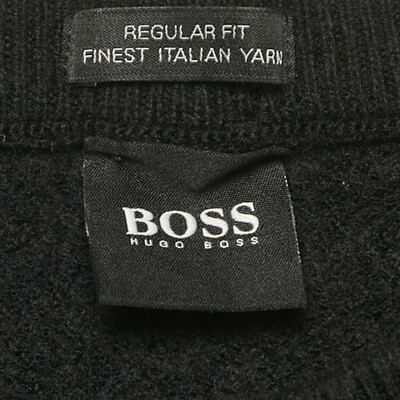 REGULAR FIT
FINEST ITALIAN YARN
BOSS
HUGO BOSS